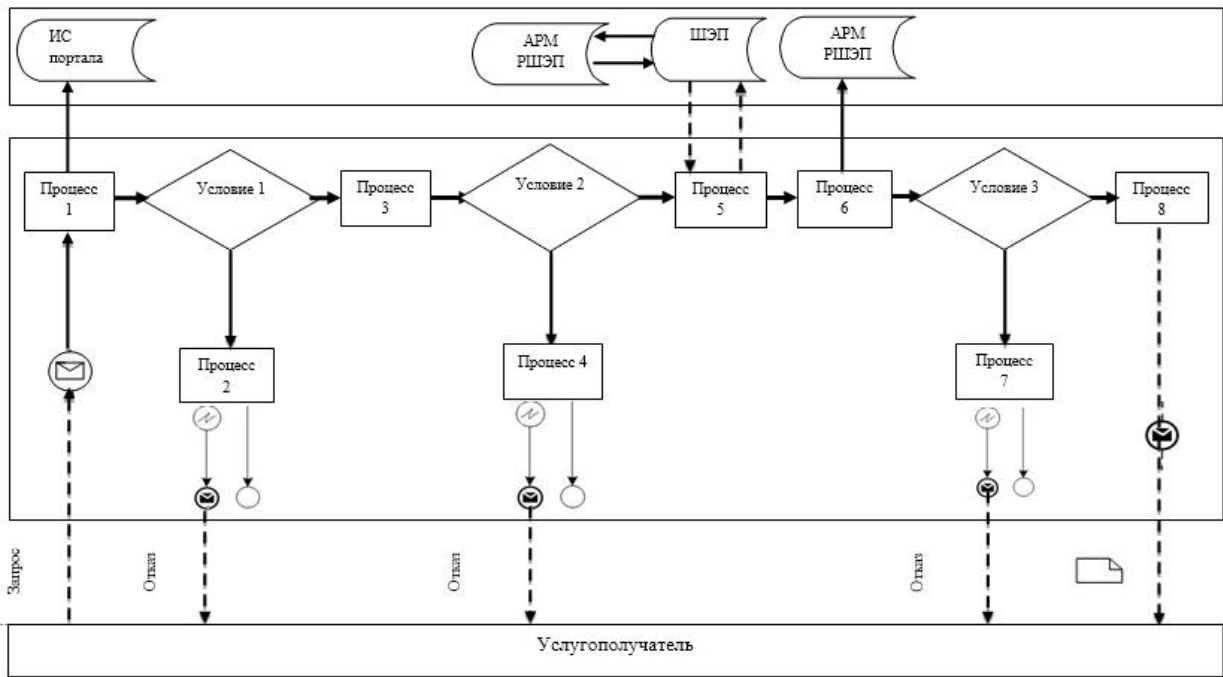 ИС
портала
АРМ
РШЭП
ШЭП
АРМ
РШЭП
Процесс
1
Условие 1
Процесс
3
Условие 2
Процесс
5
Процесс
6
Условие 3
Процесс
8
Процесс
2
Процесс 4
Процесс
7
Запрос
Отказ
Отказ
Отказ
Услугополучатель